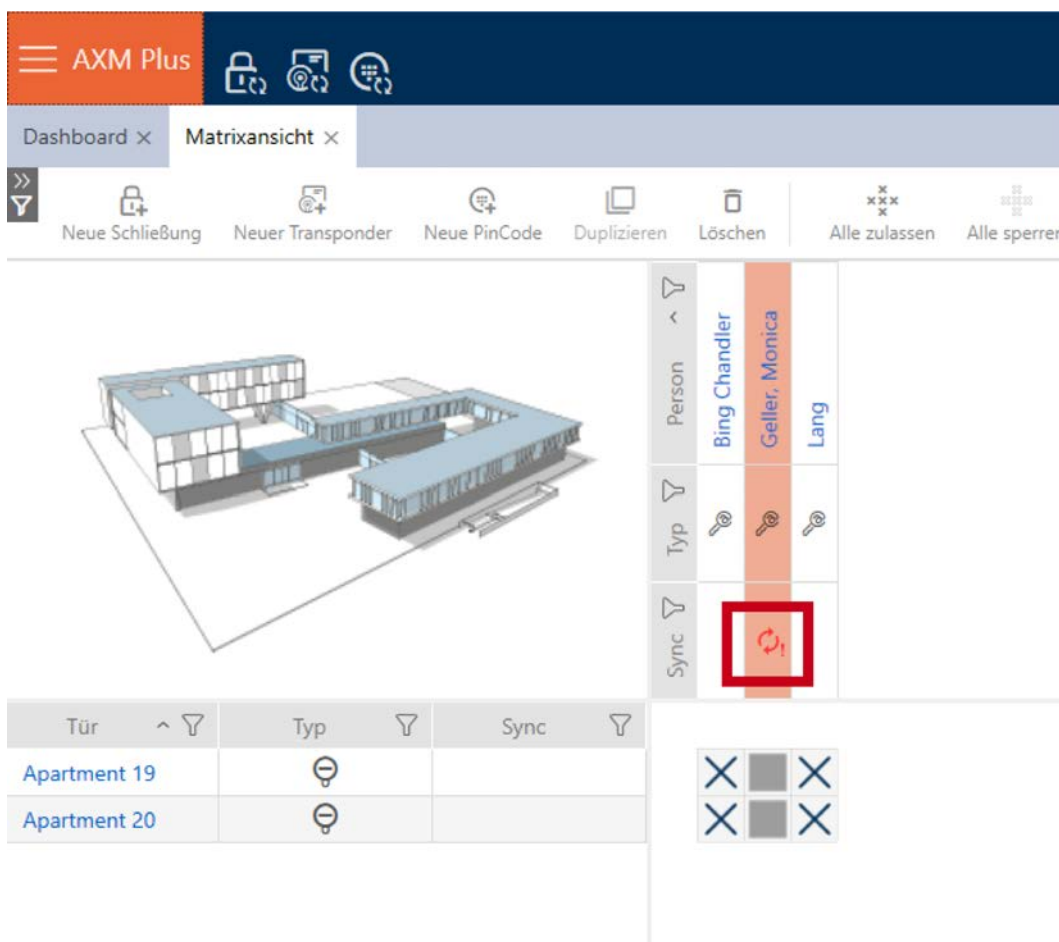 AXM Plus
Dashboard
Matrixansicht
Neue Schließung
Neuer Transponder
Neue PinCode
Duplizieren
Löschen
Alle zulassen
Alle sperren
Person
Bing Chandler
Geller, Monica
Lang
Typ
Sync
Tür
Typ
Sync
Apartment 19
Apartment 20